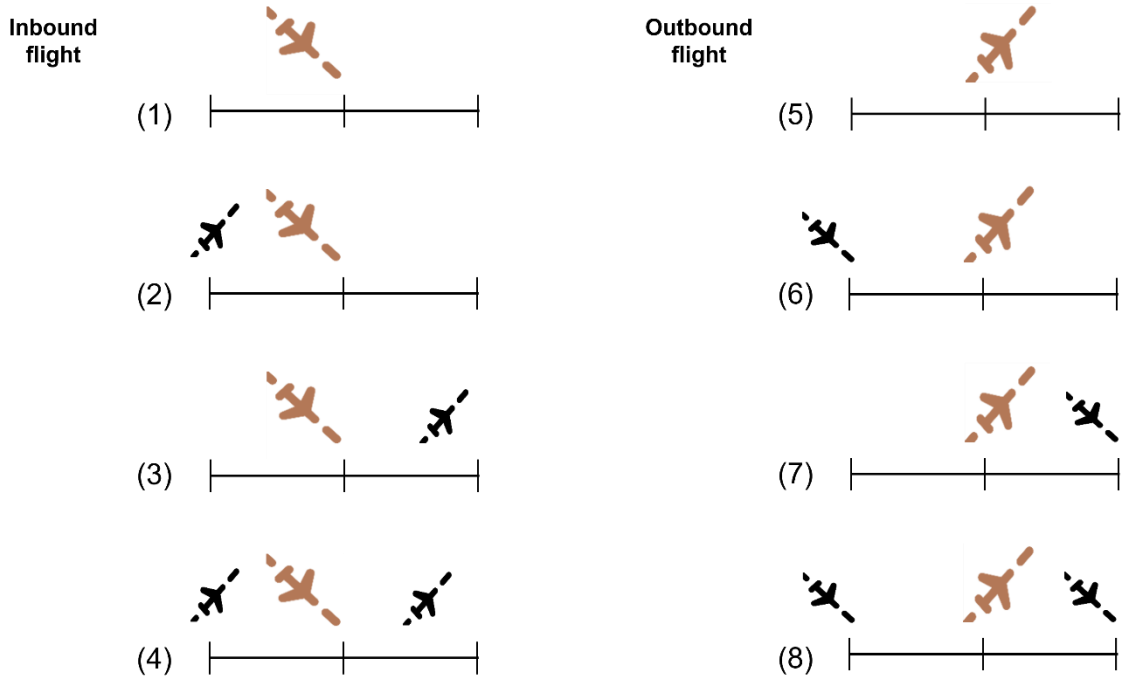 Inbound
flight
Outbound
flight
(1)
(5)
(2)
(6)
(3)
(7)
(4)
(8)